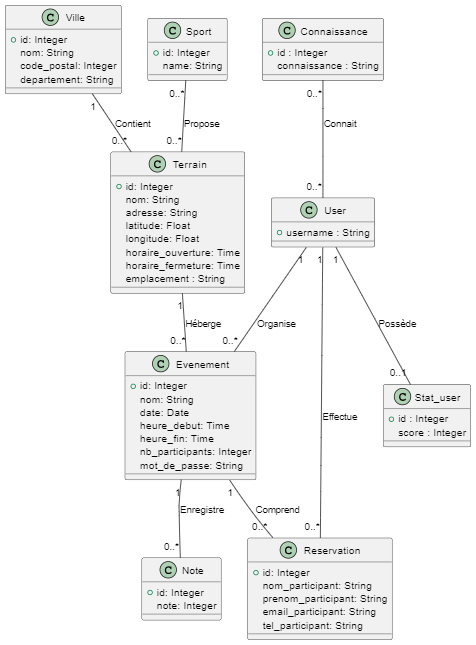 C Ville
id: Integer
nom: String
code_postal: Integer
departement: String
C Sport
id: Integer
name: String
C Connaissance
id : Integer
connaissance : String
1
0..*
0..*
Contient
Propose
Connait
0..*
0..*
0..*
C Terrain
id: Integer
nom: String
adresse: String
latitude: Float
longitude: Float
horaire_ouverture: Time
horaire_fermeture: Time
emplacement : String
C User
username : String
1
1
1
1
Héberge
Organise
Possède
0..*
0..*
0..1
C Evenement
id: Integer
nom: String
date: Date
heure_debut: Time
heure_fin: Time
nb_participants: Integer
mot_de_passe: String
C Stat_user
id : Integer
score : Integer
Effectue
1
1
Enregistre
Comprend
0..*
0..*
0..*
C Note
id: Integer
note: Integer
C Reservation
id: Integer
nom_participant: String
prenom_participant: String
email_participant: String
tel_participant: String